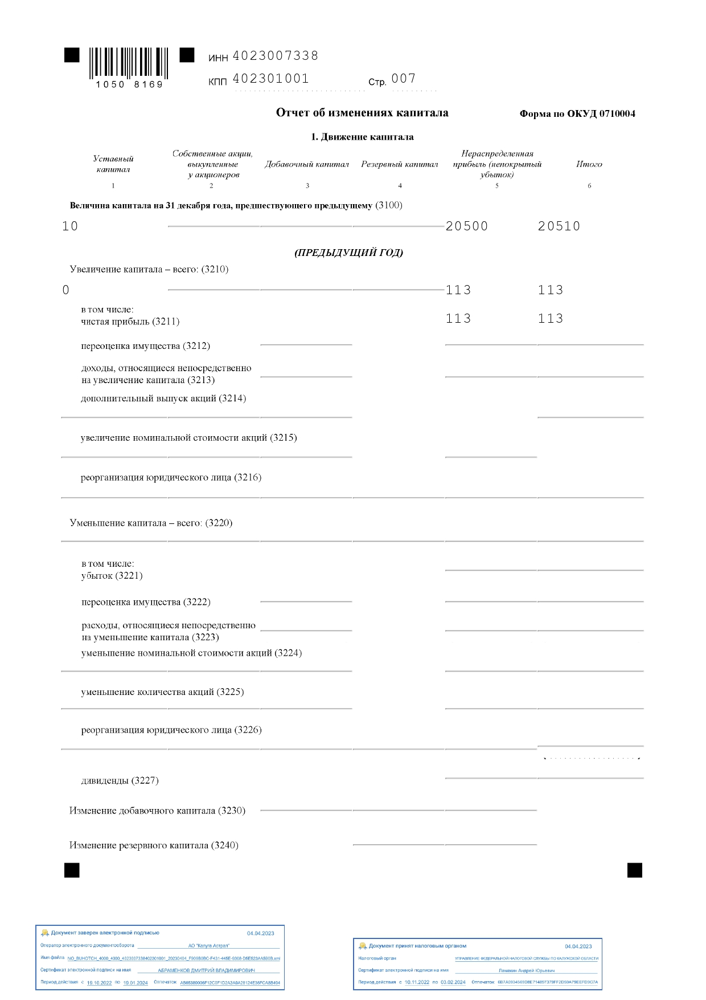 ИНН 4023007338
1050 8169
КПП 402301001 Стр. 007
Отчет об изменениях капитала Форма по ОКУД 0710004
1. Движение капитала
Уставный капитал Собственные акции, выкупленные у акционеров Добавочный капитал Резервный капитал Нераспределенная прибыль (непокрытый убыток) Итого
1 2 3 4 5 6
Величина капитала на 31 декабря года, предшествующего предыдущему (3100)
10 20500 20510
(ПРЕДЫДУЩИЙ ГОД)
Увеличение капитала – всего: (3210)
0 113 113
в том числе:
чистая прибыль (3211) 113 113
переоценка имущества (3212)
доходы, относящиеся непосредственно
на увеличение капитала (3213)
дополнительный выпуск акций (3214)
увеличение номинальной стоимости акций (3215)
реорганизация юридического лица (3216)
Уменьшение капитала – всего: (3220)
в том числе:
убыток (3221)
переоценка имущества (3222)
расходы, относящиеся непосредственно
на уменьшение капитала (3223)
уменьшение номинальной стоимости акций (3224)
уменьшение количества акций (3225)
реорганизация юридического лица (3226)
дивиденды (3227)
Изменение добавочного капитала (3230)
Изменение резервного капитала (3240)
Документ заверен электронной подписью 04.04.2023
Оператор электронного документооборота АО "Калуга Астрал"
Имя файла NO_BUHOTCH_4000_4000_4023007338402301001_20230404_F909B0BC-F431-445E-9308-D5E523AA590B.xml
Сертификат электронной подписи на имя АБРАМЕНКОВ ДМИТРИЙ ВЛАДИМИРОВИЧ
Период действия с 19.10.2022 по 19.01.2024 Отпечаток AB65389906F12C0F1D2A3A9A28124E36FCA8B494
Документ принят налоговым органом 04.04.2023
Налоговый орган УПРАВЛЕНИЕ ФЕДЕРАЛЬНОЙ НАЛОГОВОЙ СЛУЖБЫ ПО КАЛУЖСКОЙ ОБЛАСТИ
Сертификат электронной подписи на имя Ламакин Андрей Юрьевич
Период действия с 10.11.2022 по 03.02.2024 Отпечаток 6B7A0934569D8E714897379FF2D59A79EEFD9C7A